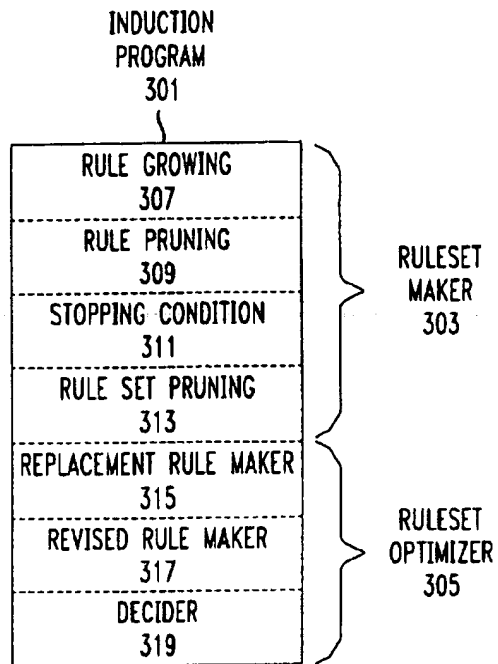 INDUCTION
PROGRAM
301
RULE GROWING
307
RULE PRUNING
309
STOPPING CONDITION
311
RULE SET PRUNING
313
REPLACEMENT RULE MAKER
315
REVISED RULE MAKER
317
DECIDER
319
RULESET
MAKER
303
RULESET
OPTIMIZER
305